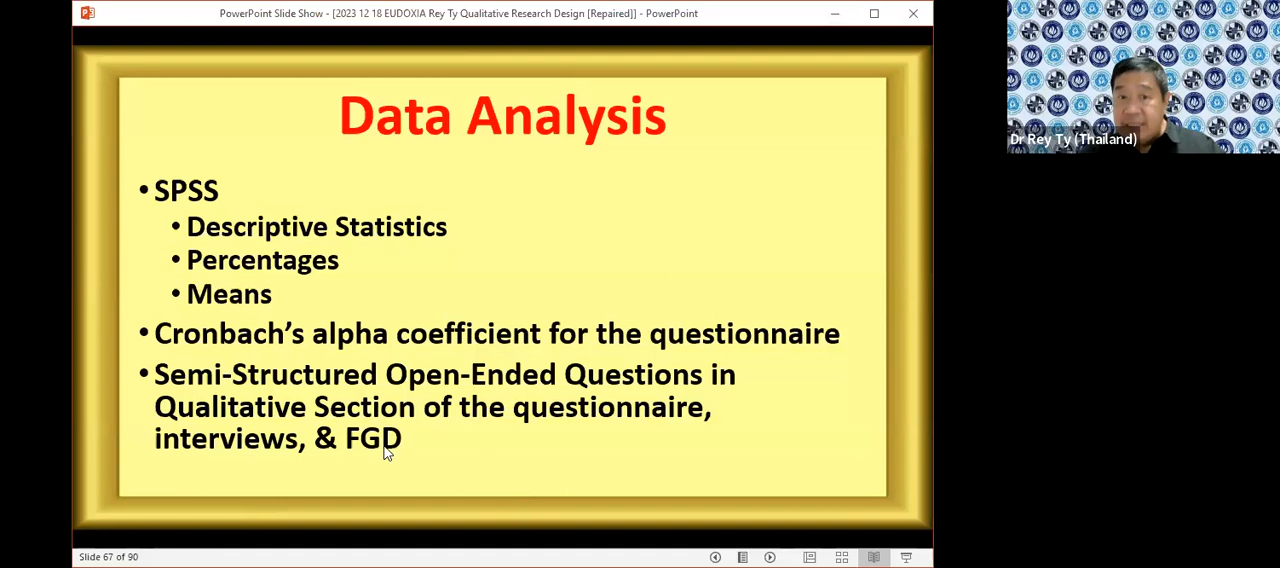 PowerPoint Slide Show - [2023 12 18 EUDOXIA Rey Ty Qualitative Research Design [Repaired]] - PowerPoint
Data Analysis
• SPSS
• Descriptive Statistics
• Percentages
• Means
• Cronbach’s alpha coefficient for the questionnaire
• Semi-Structured Open-Ended Questions in
Qualitative Section of the questionnaire,
interviews, & FGD
Slide 67 of 90
Dr Rey Ty (Thailand)